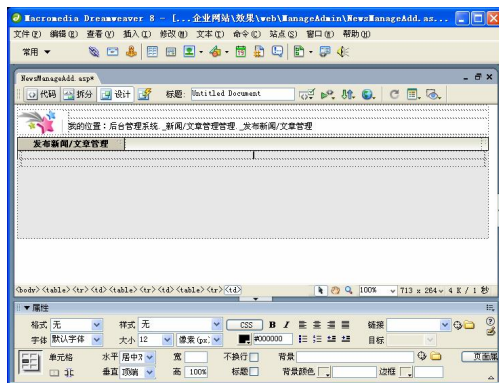 Macromedia Dreamweaver 8 - [...企业网站\效果\web\ManageAdmin\NewsManageAdd.as...
文件(F) 编辑(E) 查看(V) 插入(I) 修改(M) 文本(T) 命令(C) 站点(S) 窗口(W) 帮助(H)
常用
NewsManageAdd.asp*
代码 拆分 设计 标题: Untitled Document
我的位置：后台管理系统._新闻/文章管理管理._发布新闻/文章管理
发布新闻/文章管理
<body> <table> <tr> <td> <table> <tr> <td> <table> <tr> <td> 100% 713 x 264 4 K / 1 秒
属性
格式 无 样式 无 CSS B I 链接
字体 默认字体 大小 12 像素(px) #000000 目标
单元格 水平 居中对 宽 不换行 背景 页面属
垂直 顶端 高 100% 标题 背景颜色 边框